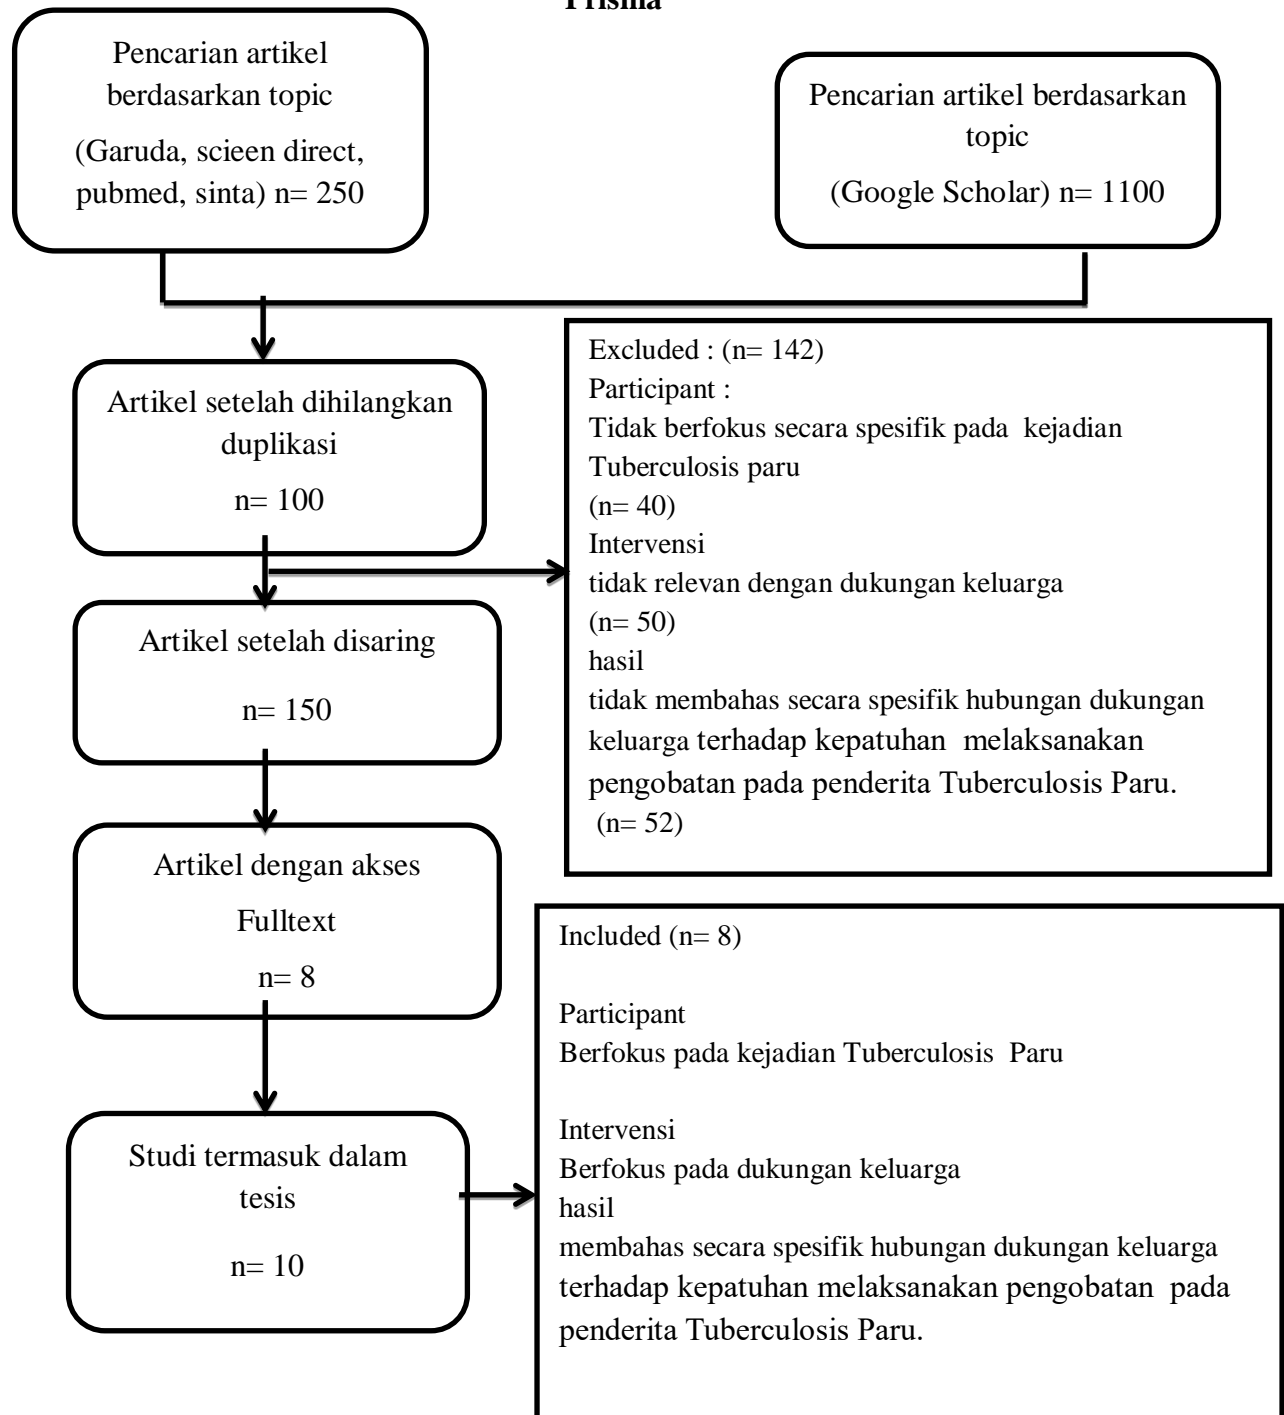 Prisma
Pencarian artikel
berdasarkan topic
(Garuda, scieen direct,
pubmed, sinta) n= 250
Pencarian artikel berdasarkan
topic
(Google Scholar) n= 1100
Artikel setelah dihilangkan
duplikasi
n= 100
Excluded : (n= 142)
Participant :
Tidak berfokus secara spesifik pada kejadian
Tuberculosis paru
(n= 40)
Intervensi
tidak relevan dengan dukungan keluarga
(n= 50)
hasil
tidak membahas secara spesifik hubungan dukungan
keluarga terhadap kepatuhan melaksanakan
pengobatan pada penderita Tuberculosis Paru.
(n= 52)
Artikel setelah disaring
n= 150
Artikel dengan akses
Fulltext
n= 8
Studi termasuk dalam
tesis
n= 10
Included (n= 8)
Participant
Berfokus pada kejadian Tuberculosis Paru
Intervensi
Berfokus pada dukungan keluarga
hasil
membahas secara spesifik hubungan dukungan keluarga
terhadap kepatuhan melaksanakan pengobatan pada
penderita Tuberculosis Paru.